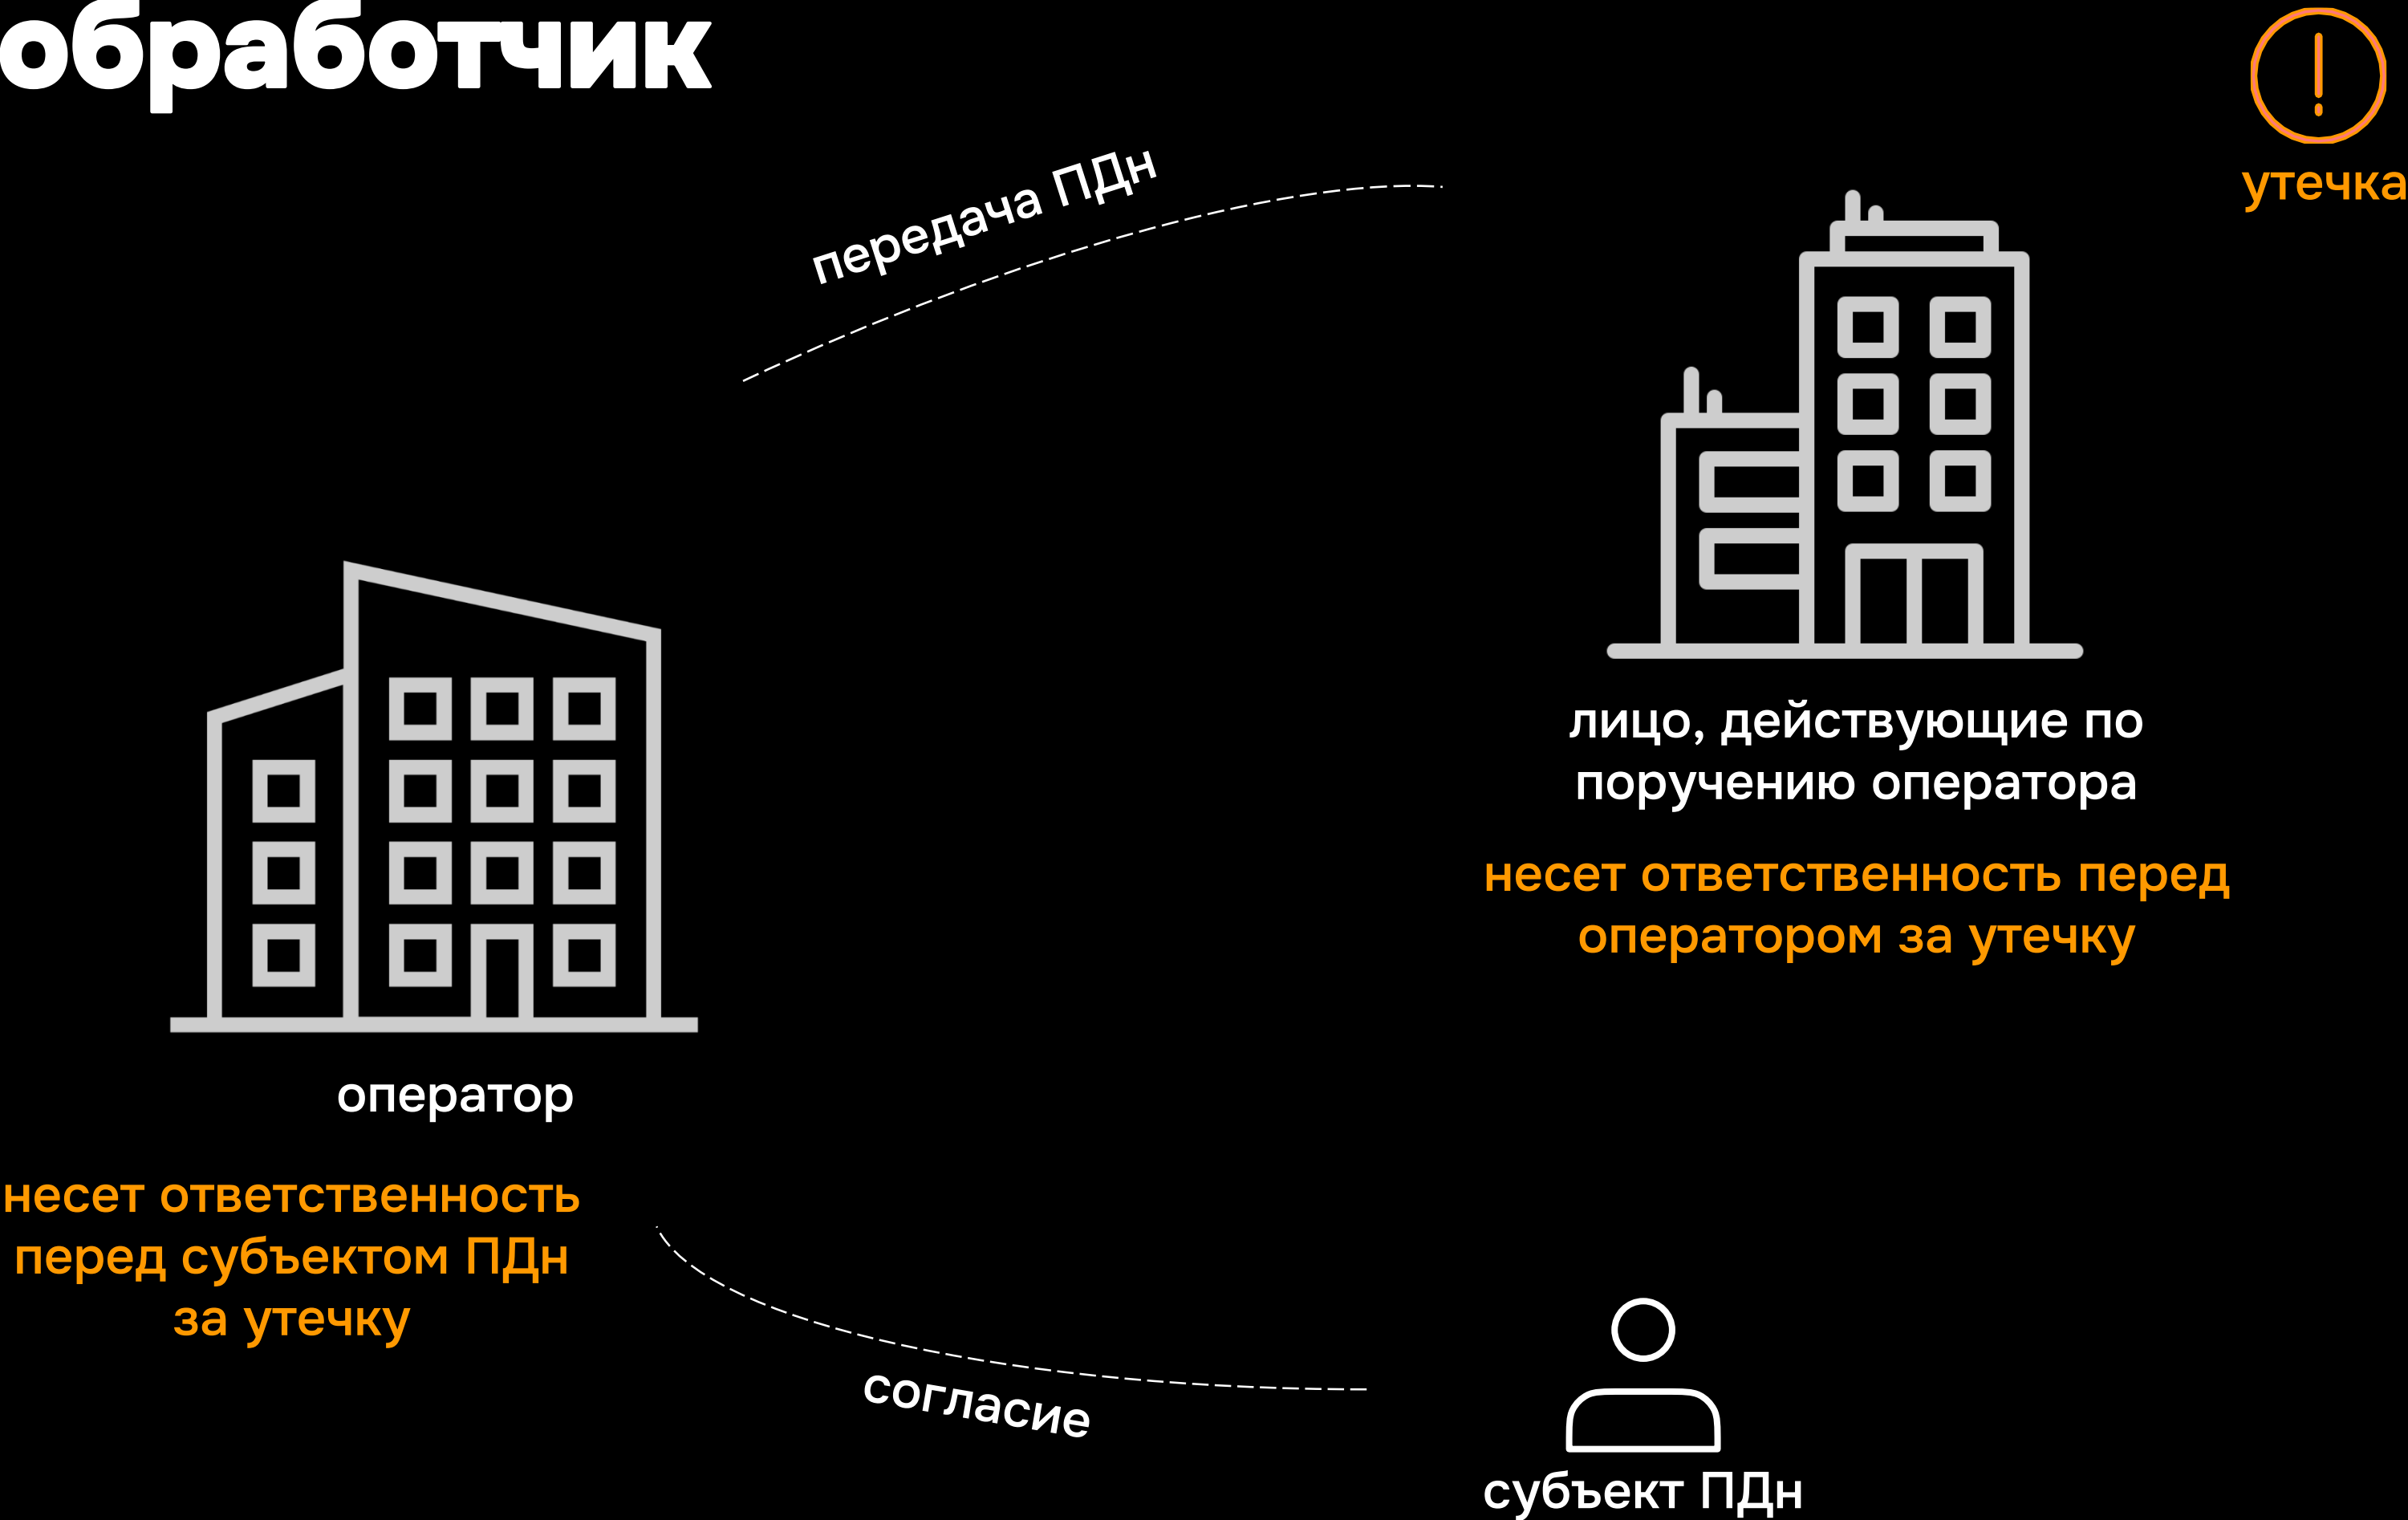 обработчик
утечка
передача ПДн
лицо, действующие по
поручению оператора
несет ответственность перед
оператором за утечку
оператор
несет ответственность
перед субъектом ПДн
за утечку
согласие
субъект ПДн